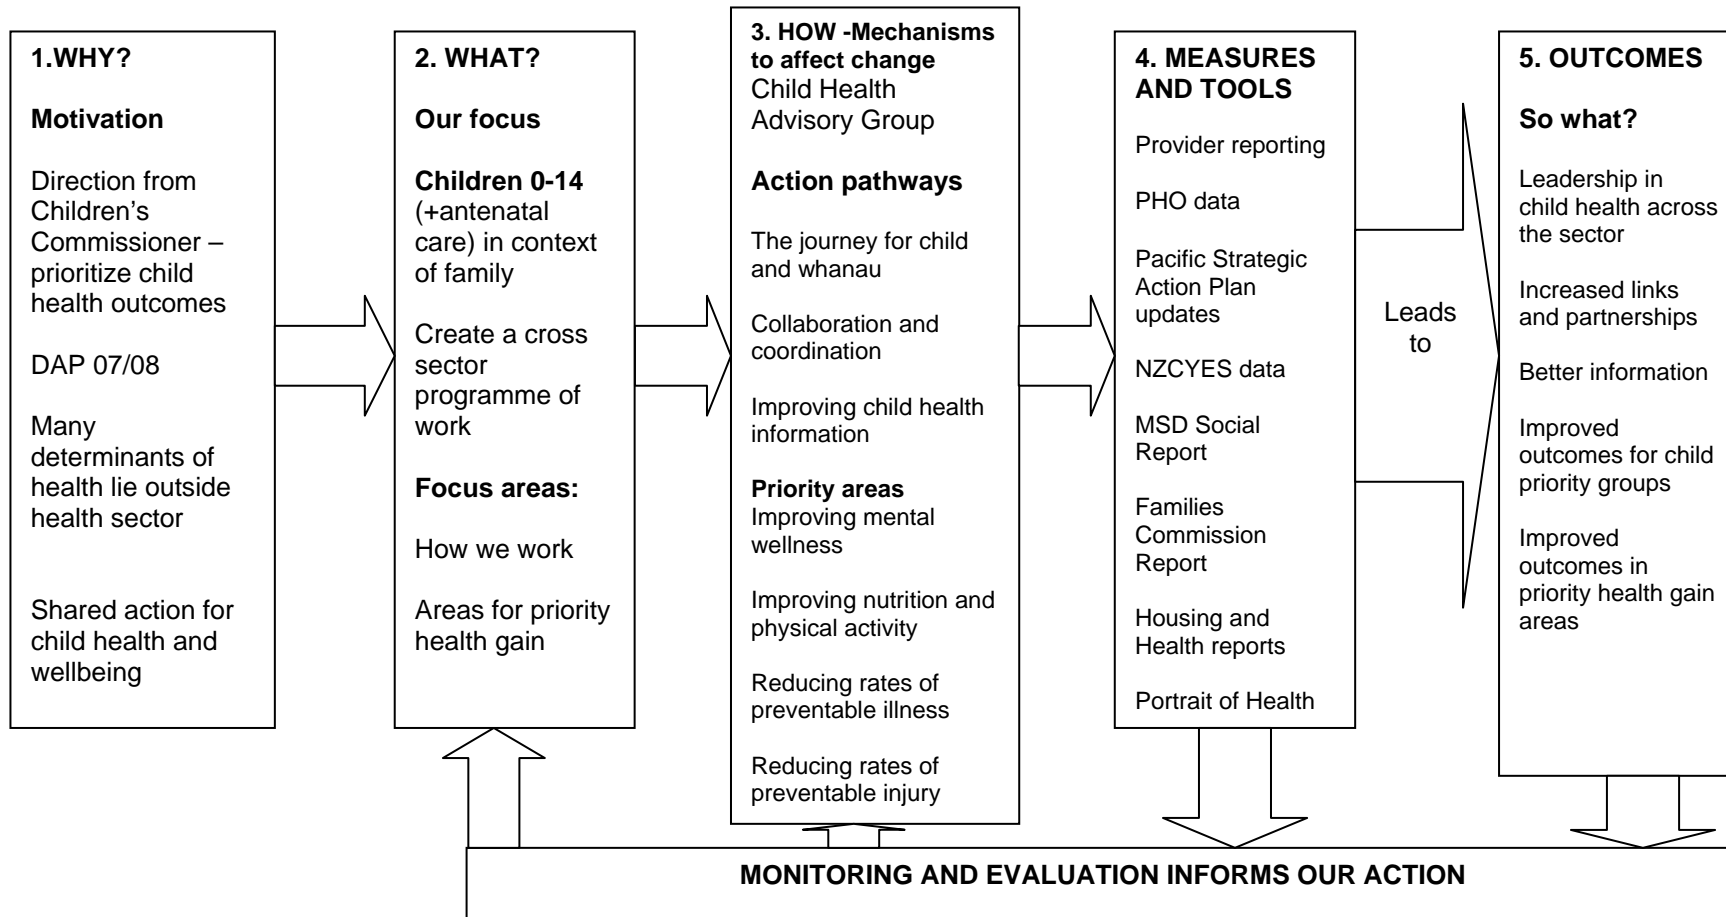 1.WHY?
Motivation
Direction from
Children's
Commissioner –
prioritize child
health outcomes
DAP 07/08
Many
determinants of
health lie outside
health sector
Shared action for
child health and
wellbeing
2. WHAT?
Our focus
Children 0-14
(+antenatal
care) in context
of family
Create a cross
sector
programme of
work
Focus areas:
How we work
Areas for priority
health gain
3. HOW -Mechanisms
to affect change
Child Health
Advisory Group
Action pathways
The journey for child
and whanau
Collaboration and
coordination
Improving child health
information
Priority areas
Improving mental
wellness
Improving nutrition and
physical activity
Reducing rates of
preventable illness
Reducing rates of
preventable injury
4. MEASURES
AND TOOLS
Provider reporting
PHO data
Pacific Strategic
Action Plan
updates
NZCYES data
MSD Social
Report
Families
Commission
Report
Housing and
Health reports
Portrait of Health
Leads
to
5. OUTCOMES
So what?
Leadership in
child health across
the sector
Increased links
and partnerships
Better information
Improved
outcomes for child
priority groups
Improved
outcomes in
priority health gain
areas
MONITORING AND EVALUATION INFORMS OUR ACTION